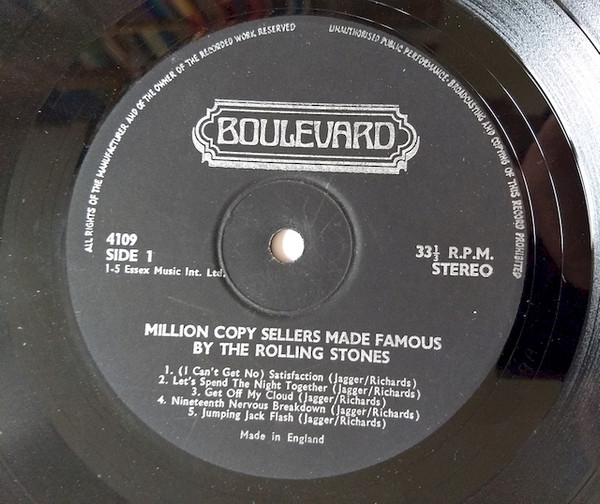 ALL RIGHTS OF THE MANUFACTURER AND OF THE OWNER OF THE RECORDED WORK RESERVED
UNAUTHORISED PUBLIC PERFORMANCE BROADCASTING AND COPYING OF THIS RECORD PROHIBITED
BOULEVARD
4109
SIDE 1
1-5 Essex Music Int. Ltd.
33⅓ R.P.M.
STEREO
MILLION COPY SELLERS MADE FAMOUS
BY THE ROLLING STONES
1. (I Can't Get No) Satisfaction (Jagger/Richards)
2. Let's Spend The Night Together (Jagger/Richards)
3. Get Off My Cloud (Jagger/Richards)
4. Nineteenth Nervous Breakdown (Jagger/Richards)
5. Jumping Jack Flash (Jagger/Richards)
Made in England